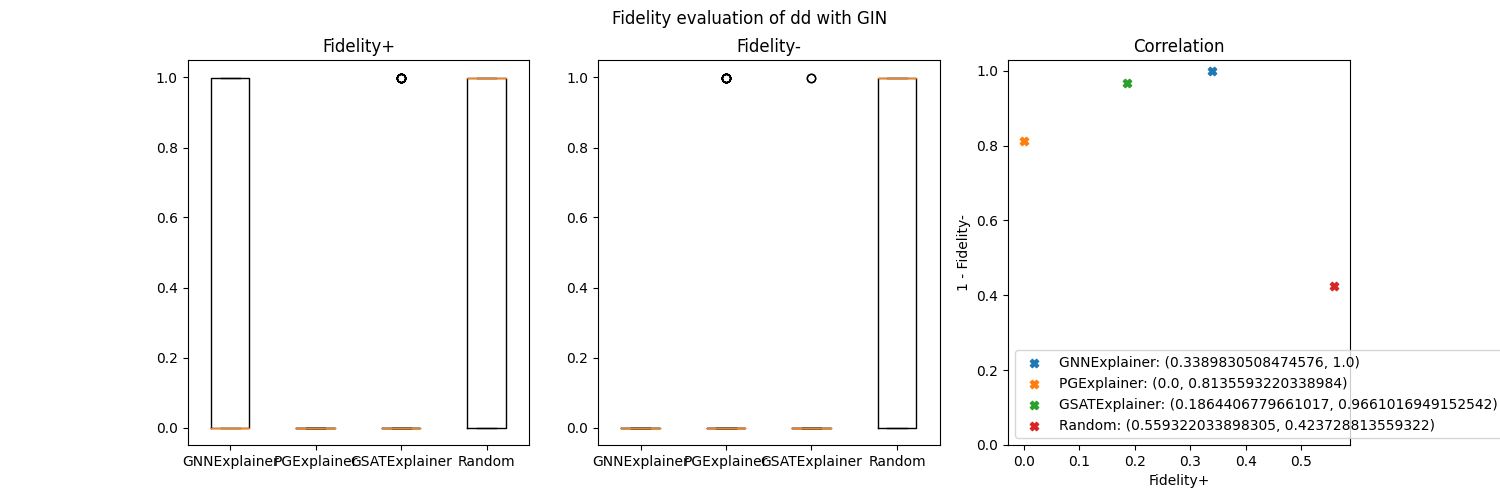 Fidelity evaluation of dd with GIN
Fidelity+
1.0
0.8
0.6
0.4
0.2
0.0
GNNExplainer PGExplainer GSATExplainer Random
Fidelity-
1.0
0.8
0.6
0.4
0.2
0.0
GNNExplainer PGExplainer GSATExplainer Random
Correlation
1 - Fidelity-
1.0
0.8
0.6
0.4
0.2
0.0
GNNExplainer: (0.3389830508474576, 1.0)
PGExplainer: (0.0, 0.8135593220338984)
GSATExplainer: (0.1864406779661017, 0.9661016949152542)
Random: (0.559322033898305, 0.423728813559322)
0.0 0.1 0.2 0.3 0.4 0.5
Fidelity+